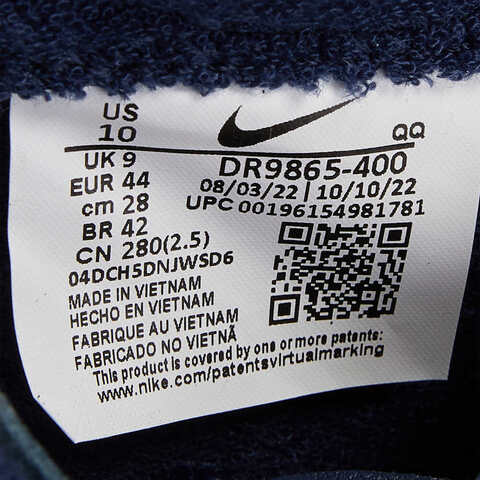 US
10
QQ
UK 9
EUR 44
cm 28
BR 42
CN 280(2.5)
04DCH5DNJWSD6
DR9865-400
08/03/22 | 10/10/22
UPC 00196154981781
MADE IN VIETNAM
HECHO EN VIETNAM
FABRIQUE AU VIETNAM
FABRICADO NO VIETNÃ
This product is covered by one or more patents:
www.nike.com/patentsvirtualmarking